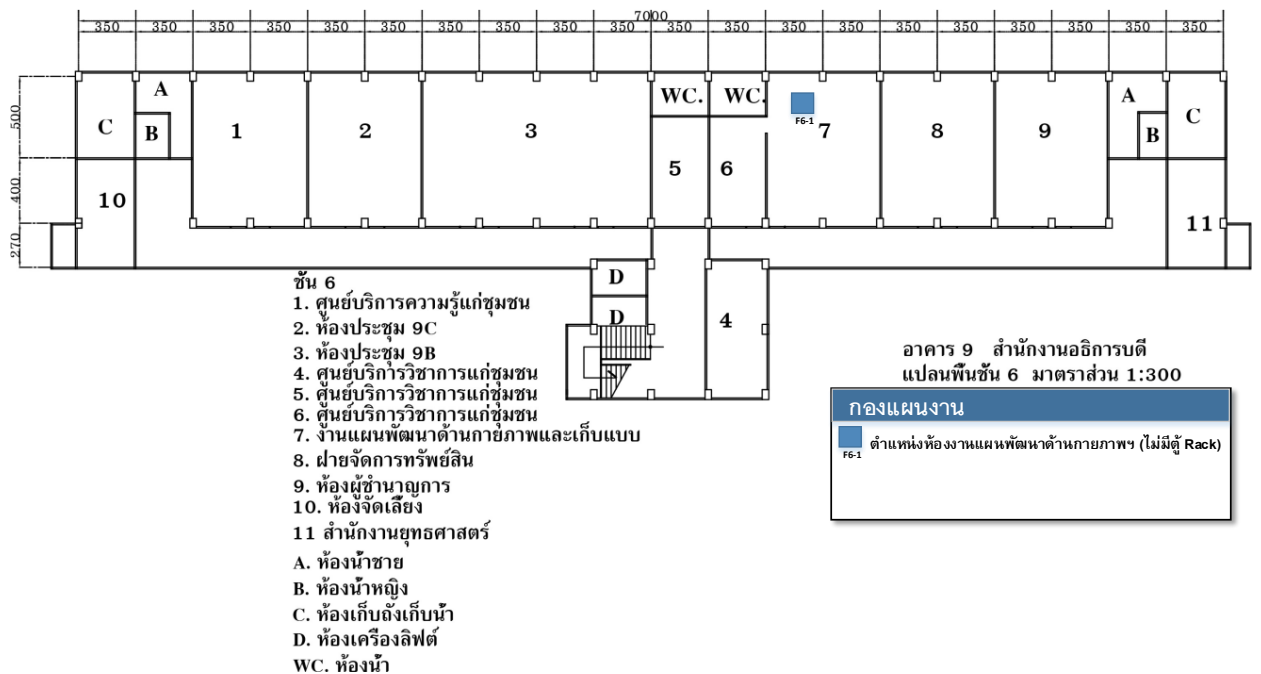 7000
350 350 350 350 350 350 350 350 350 350 350 350 350 350 350 350 350 350 350 350
500
400
270
A
B
C
10
1
2
3
WC.
WC.
5
6
F6-1
7
8
9
A
B
C
11
D
D
4
ชั้น 6
1. ศูนย์บริการความรู้แก่ชุมชน
2. ห้องประชุม 9C
3. ห้องประชุม 9B
4. ศูนย์บริการวิชาการแก่ชุมชน
5. ศูนย์บริการวิชาการแก่ชุมชน
6. ศูนย์บริการวิชาการแก่ชุมชน
7. งานแผนพัฒนาด้านกายภาพและเก็บแบบ
8. ฝ่ายจัดการทรัพย์สิน
9. ห้องผู้ชำนาญการ
10. ห้องจัดเลี้ยง
11 สำนักงานยุทธศาสตร์
A. ห้องน้ำชาย
B. ห้องน้ำหญิง
C. ห้องเก็บถังเก็บน้ำ
D. ห้องเครื่องลิฟต์
WC. ห้องน้ำ
อาคาร 9 สำนักงานอธิการบดี
แปลนพื้นชั้น 6 มาตราส่วน 1:300
กองแผนงาน
F6-1 ตำแหน่งห้องงานแผนพัฒนาด้านกายภาพฯ (ไม่มีตู้ Rack)